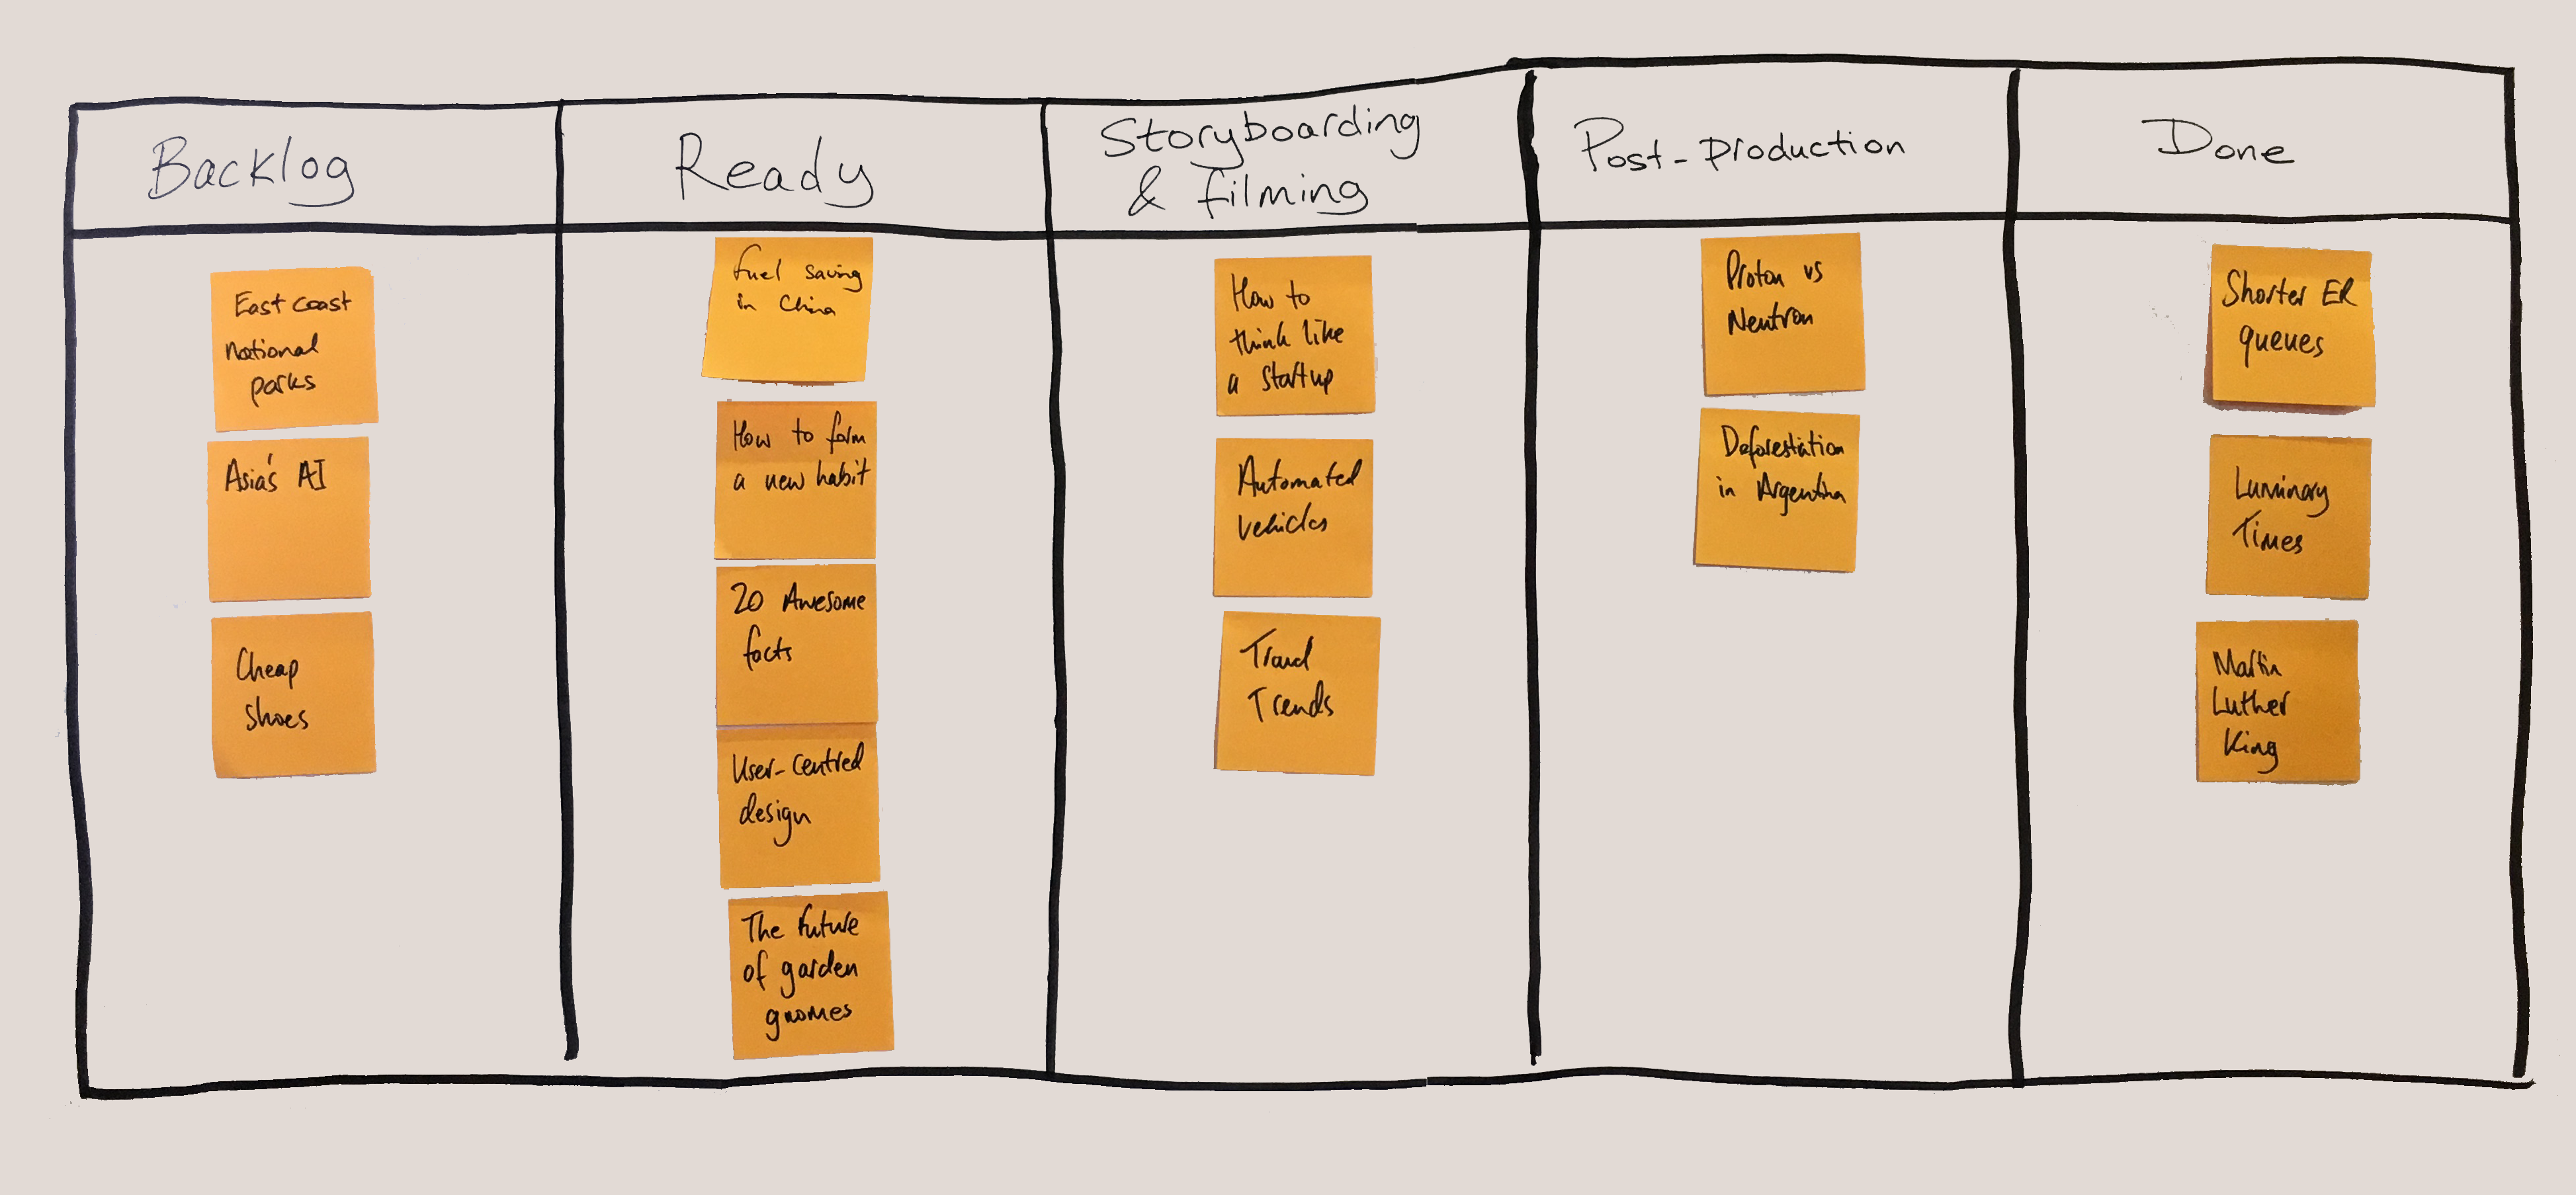 Backlog
Ready
Storyboarding
& filming
Post-Production
Done
East coast
national
parks
Asia's AI
Cheap
shoes
fuel saving
in China
How to form
a new habit
20 Awesome
facts
User-centred
design
The future
of garden
gnomes
How to
think like
a startup
Automated
vehicles
Travel
Trends
Proton vs
Neutron
Deforestation
in Argentina
Shorter ER
queues
Luminary
Times
Martin
Luther
King